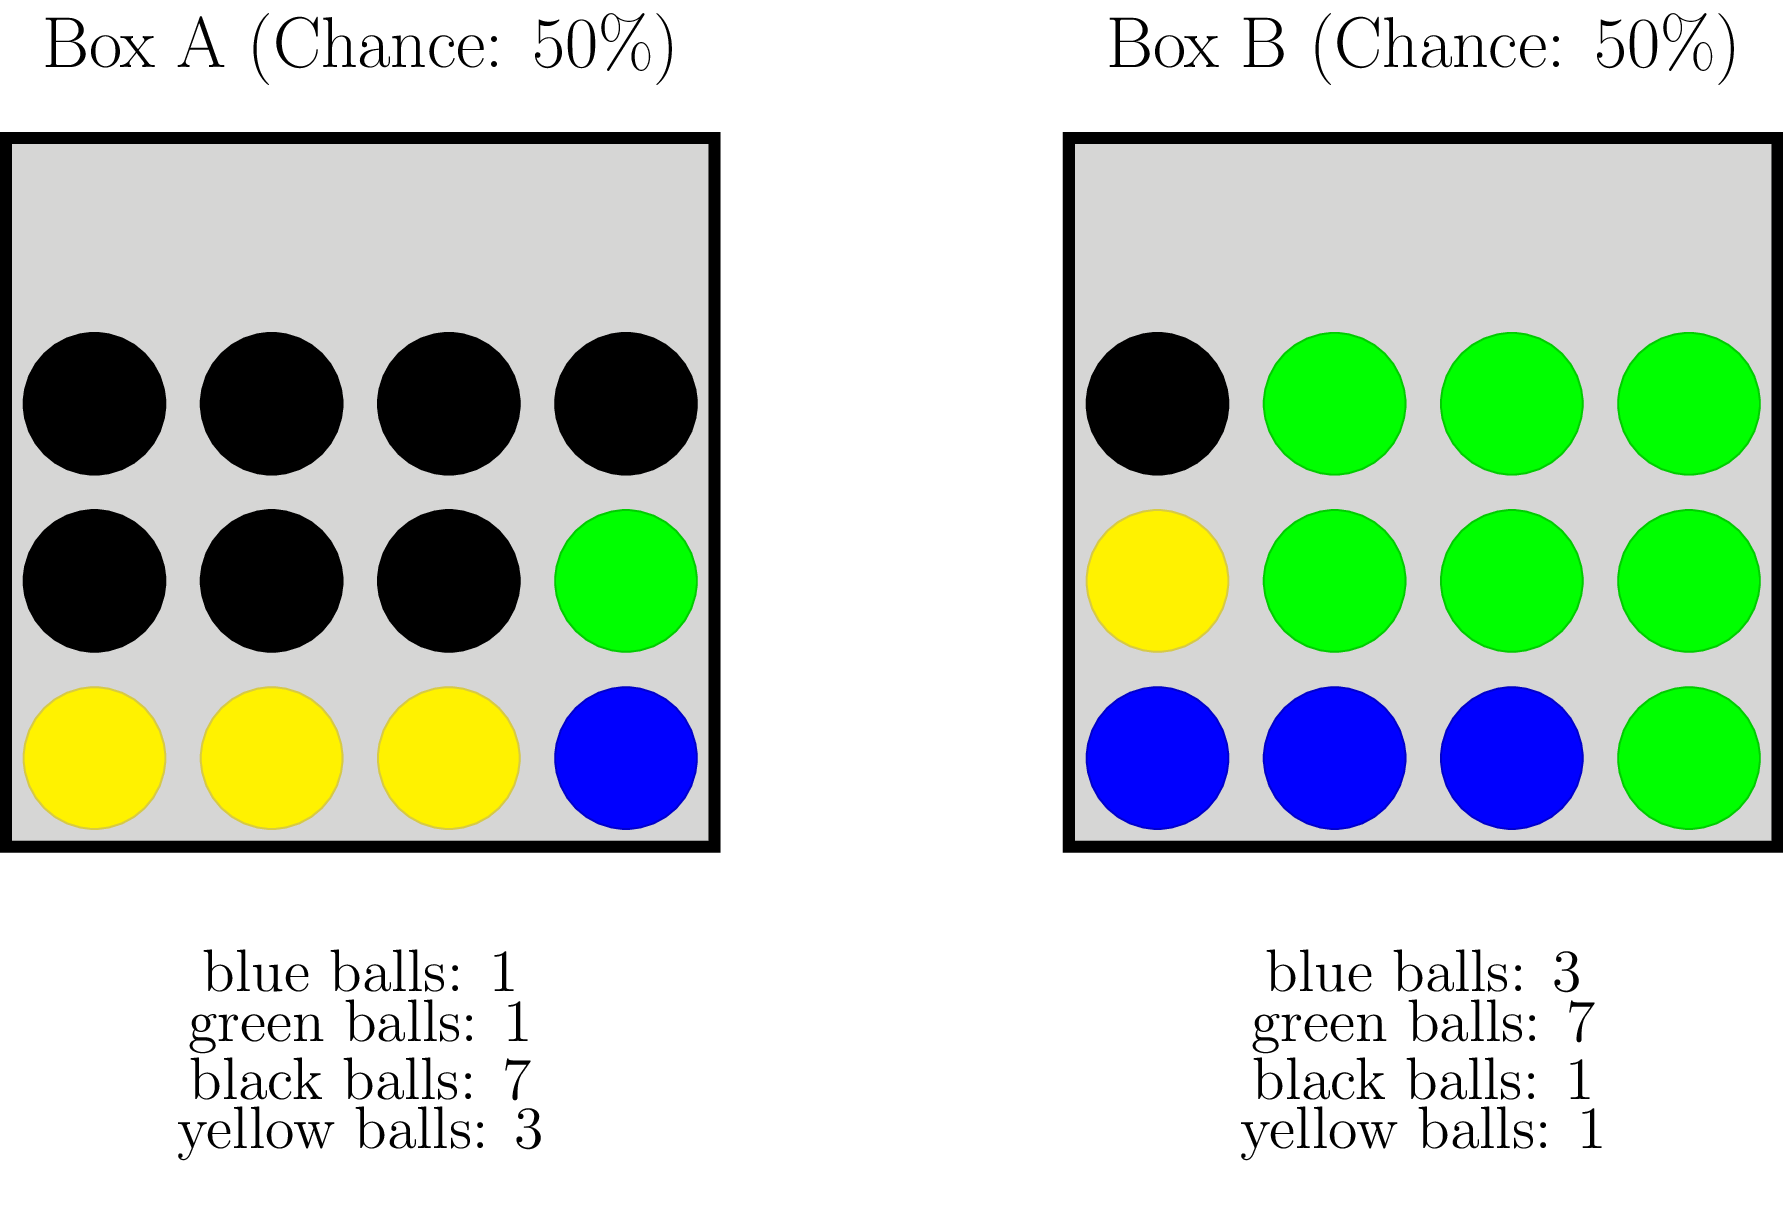 Box A (Chance: 50%)
Box B (Chance: 50%)
blue balls: 1
green balls: 1
black balls: 7
yellow balls: 3
blue balls: 3
green balls: 7
black balls: 1
yellow balls: 1